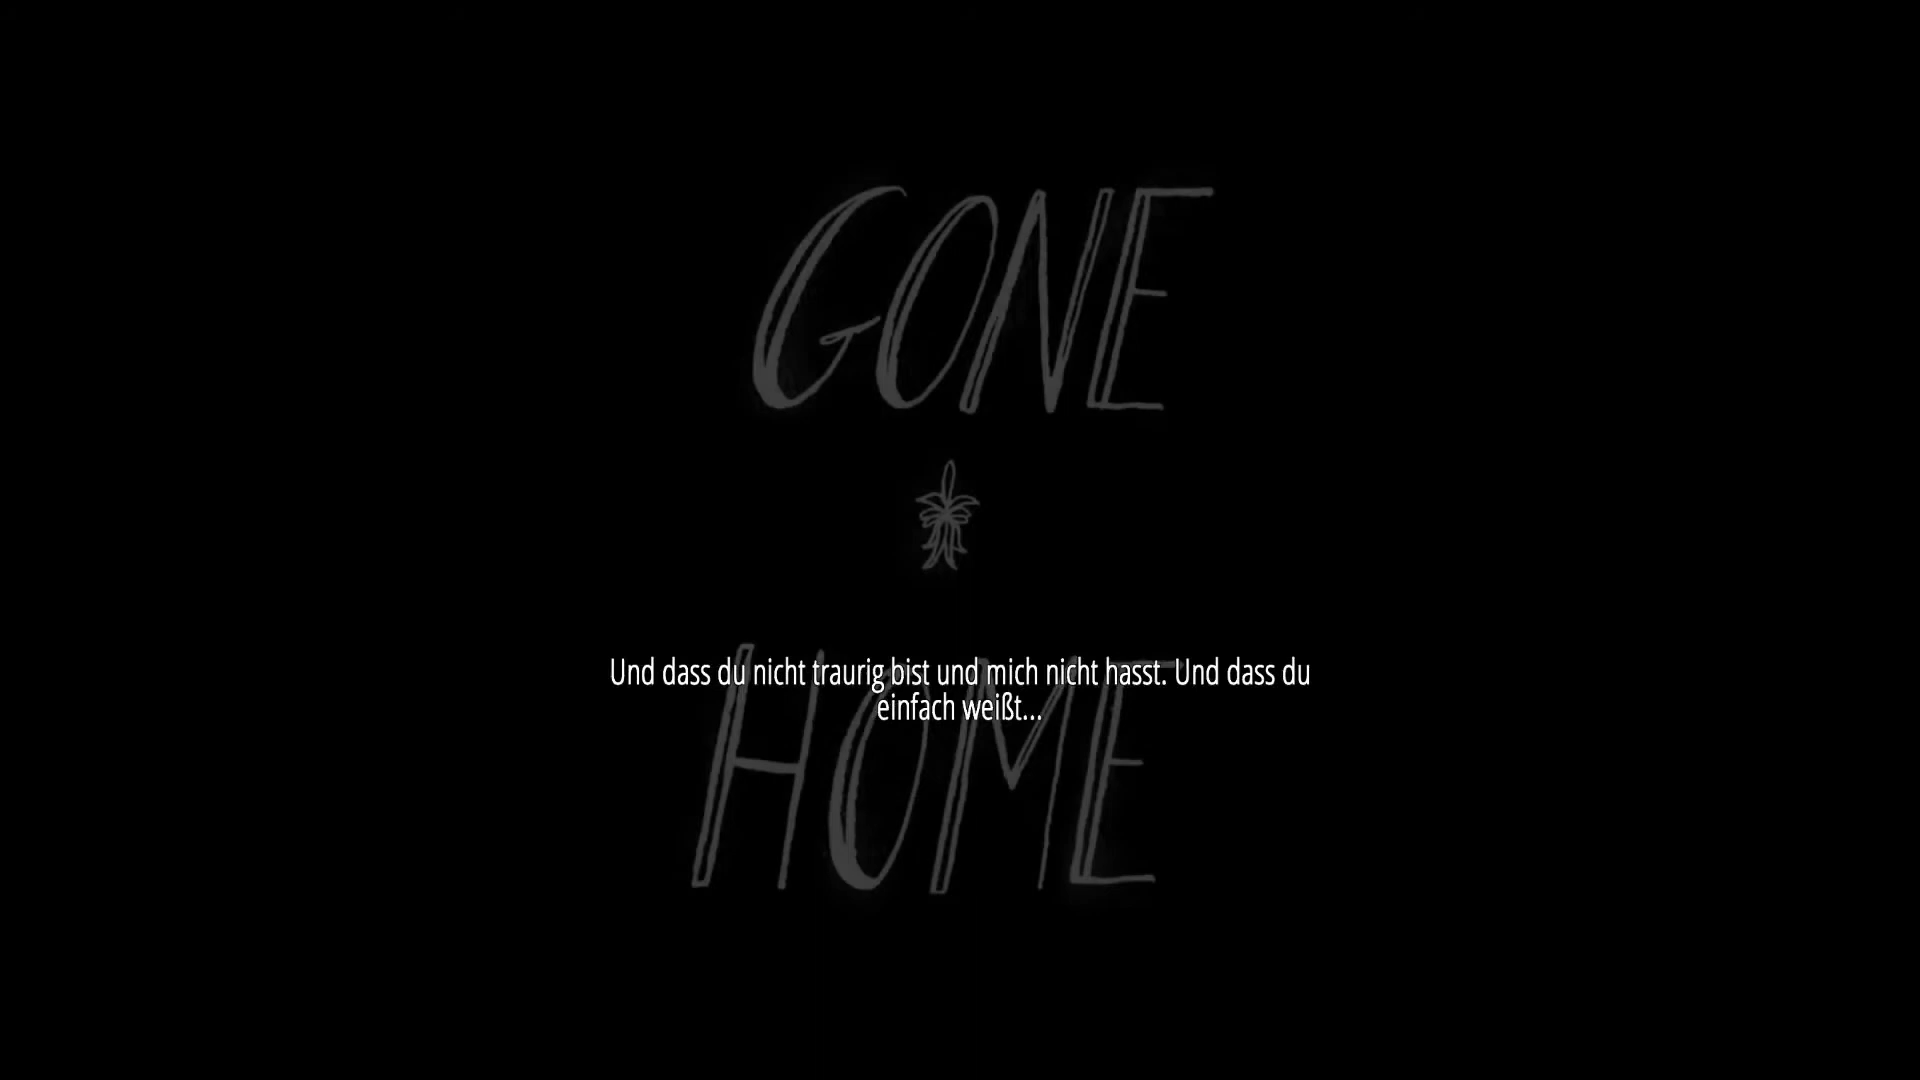 GONE
HOME
Und dass du nicht traurig bist und mich nicht hasst. Und dass du
einfach weißt...